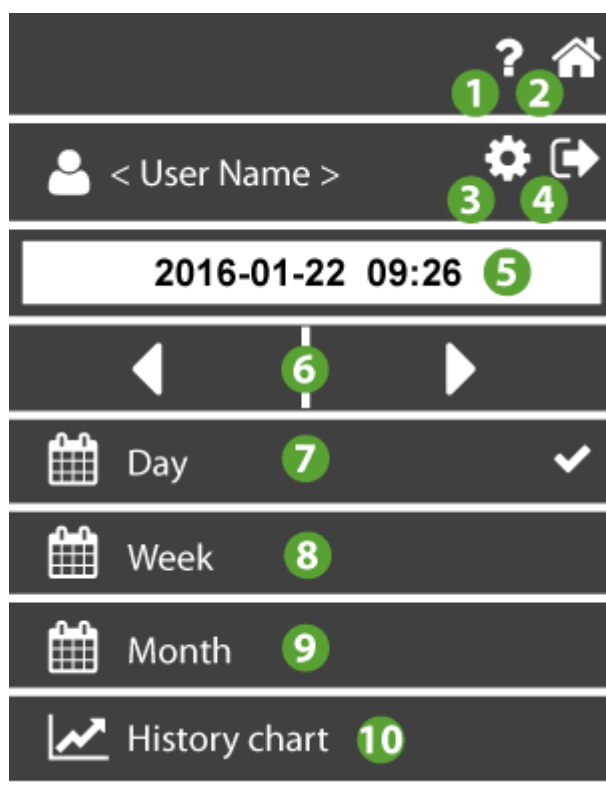 ?
1 2
< User Name >
3 4
2016-01-22 09:26 5
6
Day 7
Week 8
Month 9
History chart 10